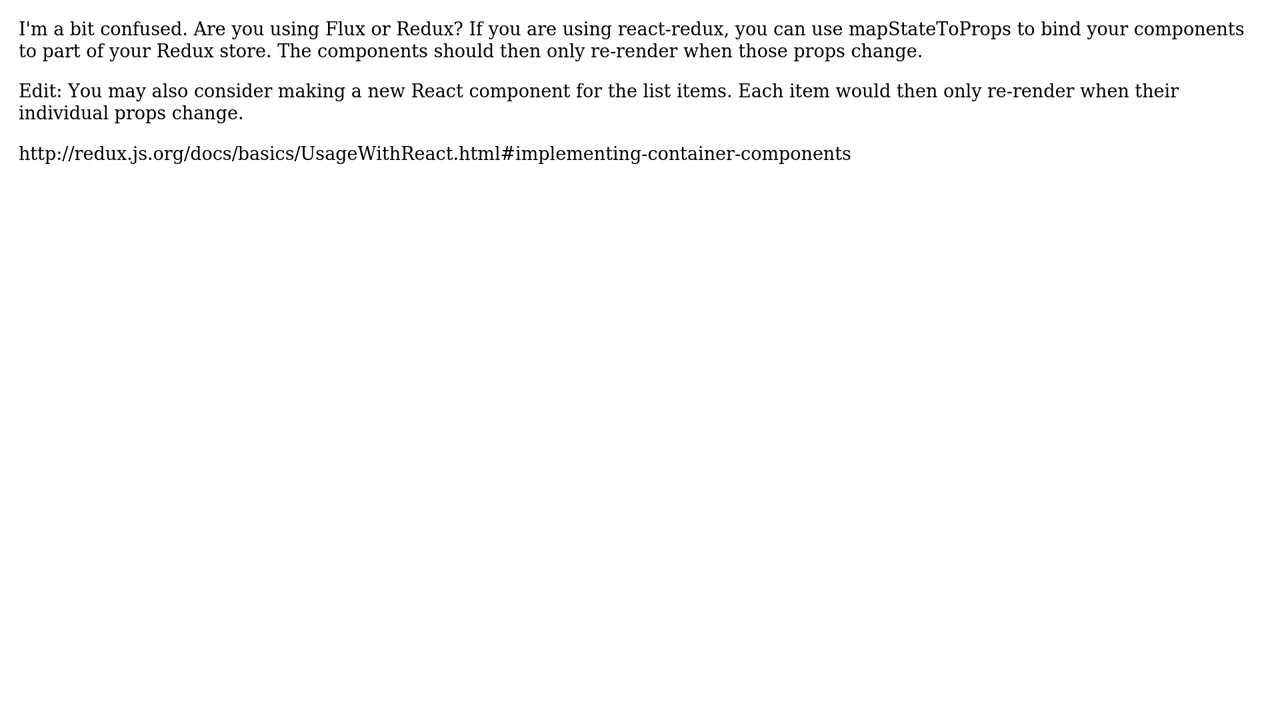 I'm a bit confused. Are you using Flux or Redux? If you are using react-redux, you can use mapStateToProps to bind your components
to part of your Redux store. The components should then only re-render when those props change.
Edit: You may also consider making a new React component for the list items. Each item would then only re-render when their
individual props change.
http://redux.js.org/docs/basics/UsageWithReact.html#implementing-container-components